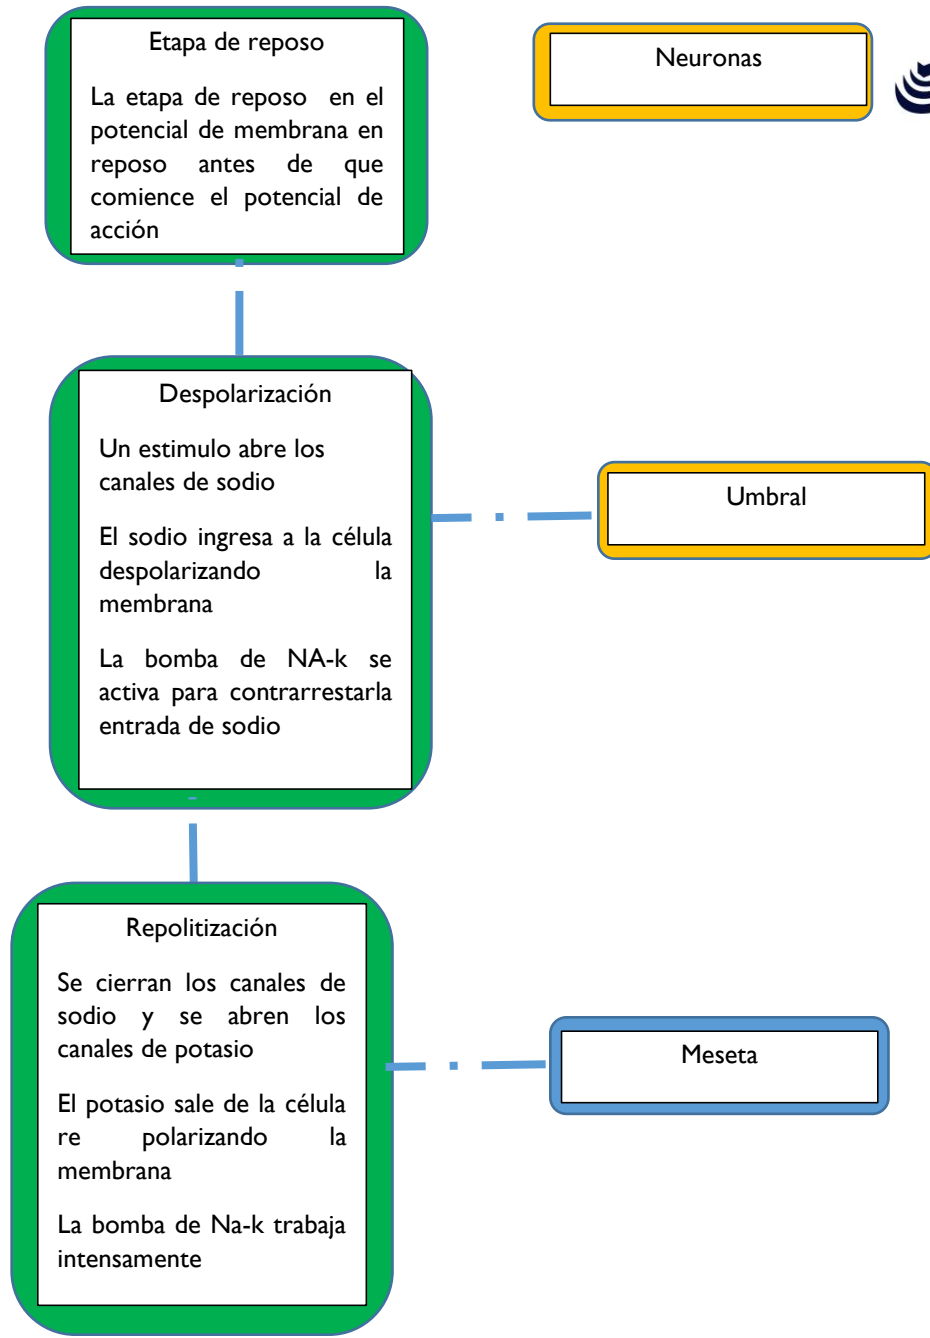 Etapa de reposo
La etapa de reposo en el
potencial de membrana en
reposo antes de que
comience el potencial de
acción
Neuronas
Despolarización
Un estimulo abre los
canales de sodio
El sodio ingresa a la célula
despolarizando la
membrana
La bomba de NA-k se
activa para contrarrestarla
entrada de sodio
Umbral
Repolitización
Se cierran los canales de
sodio y se abren los
canales de potasio
El potasio sale de la célula
re polarizando la
membrana
La bomba de Na-k trabaja
intensamente
Meseta